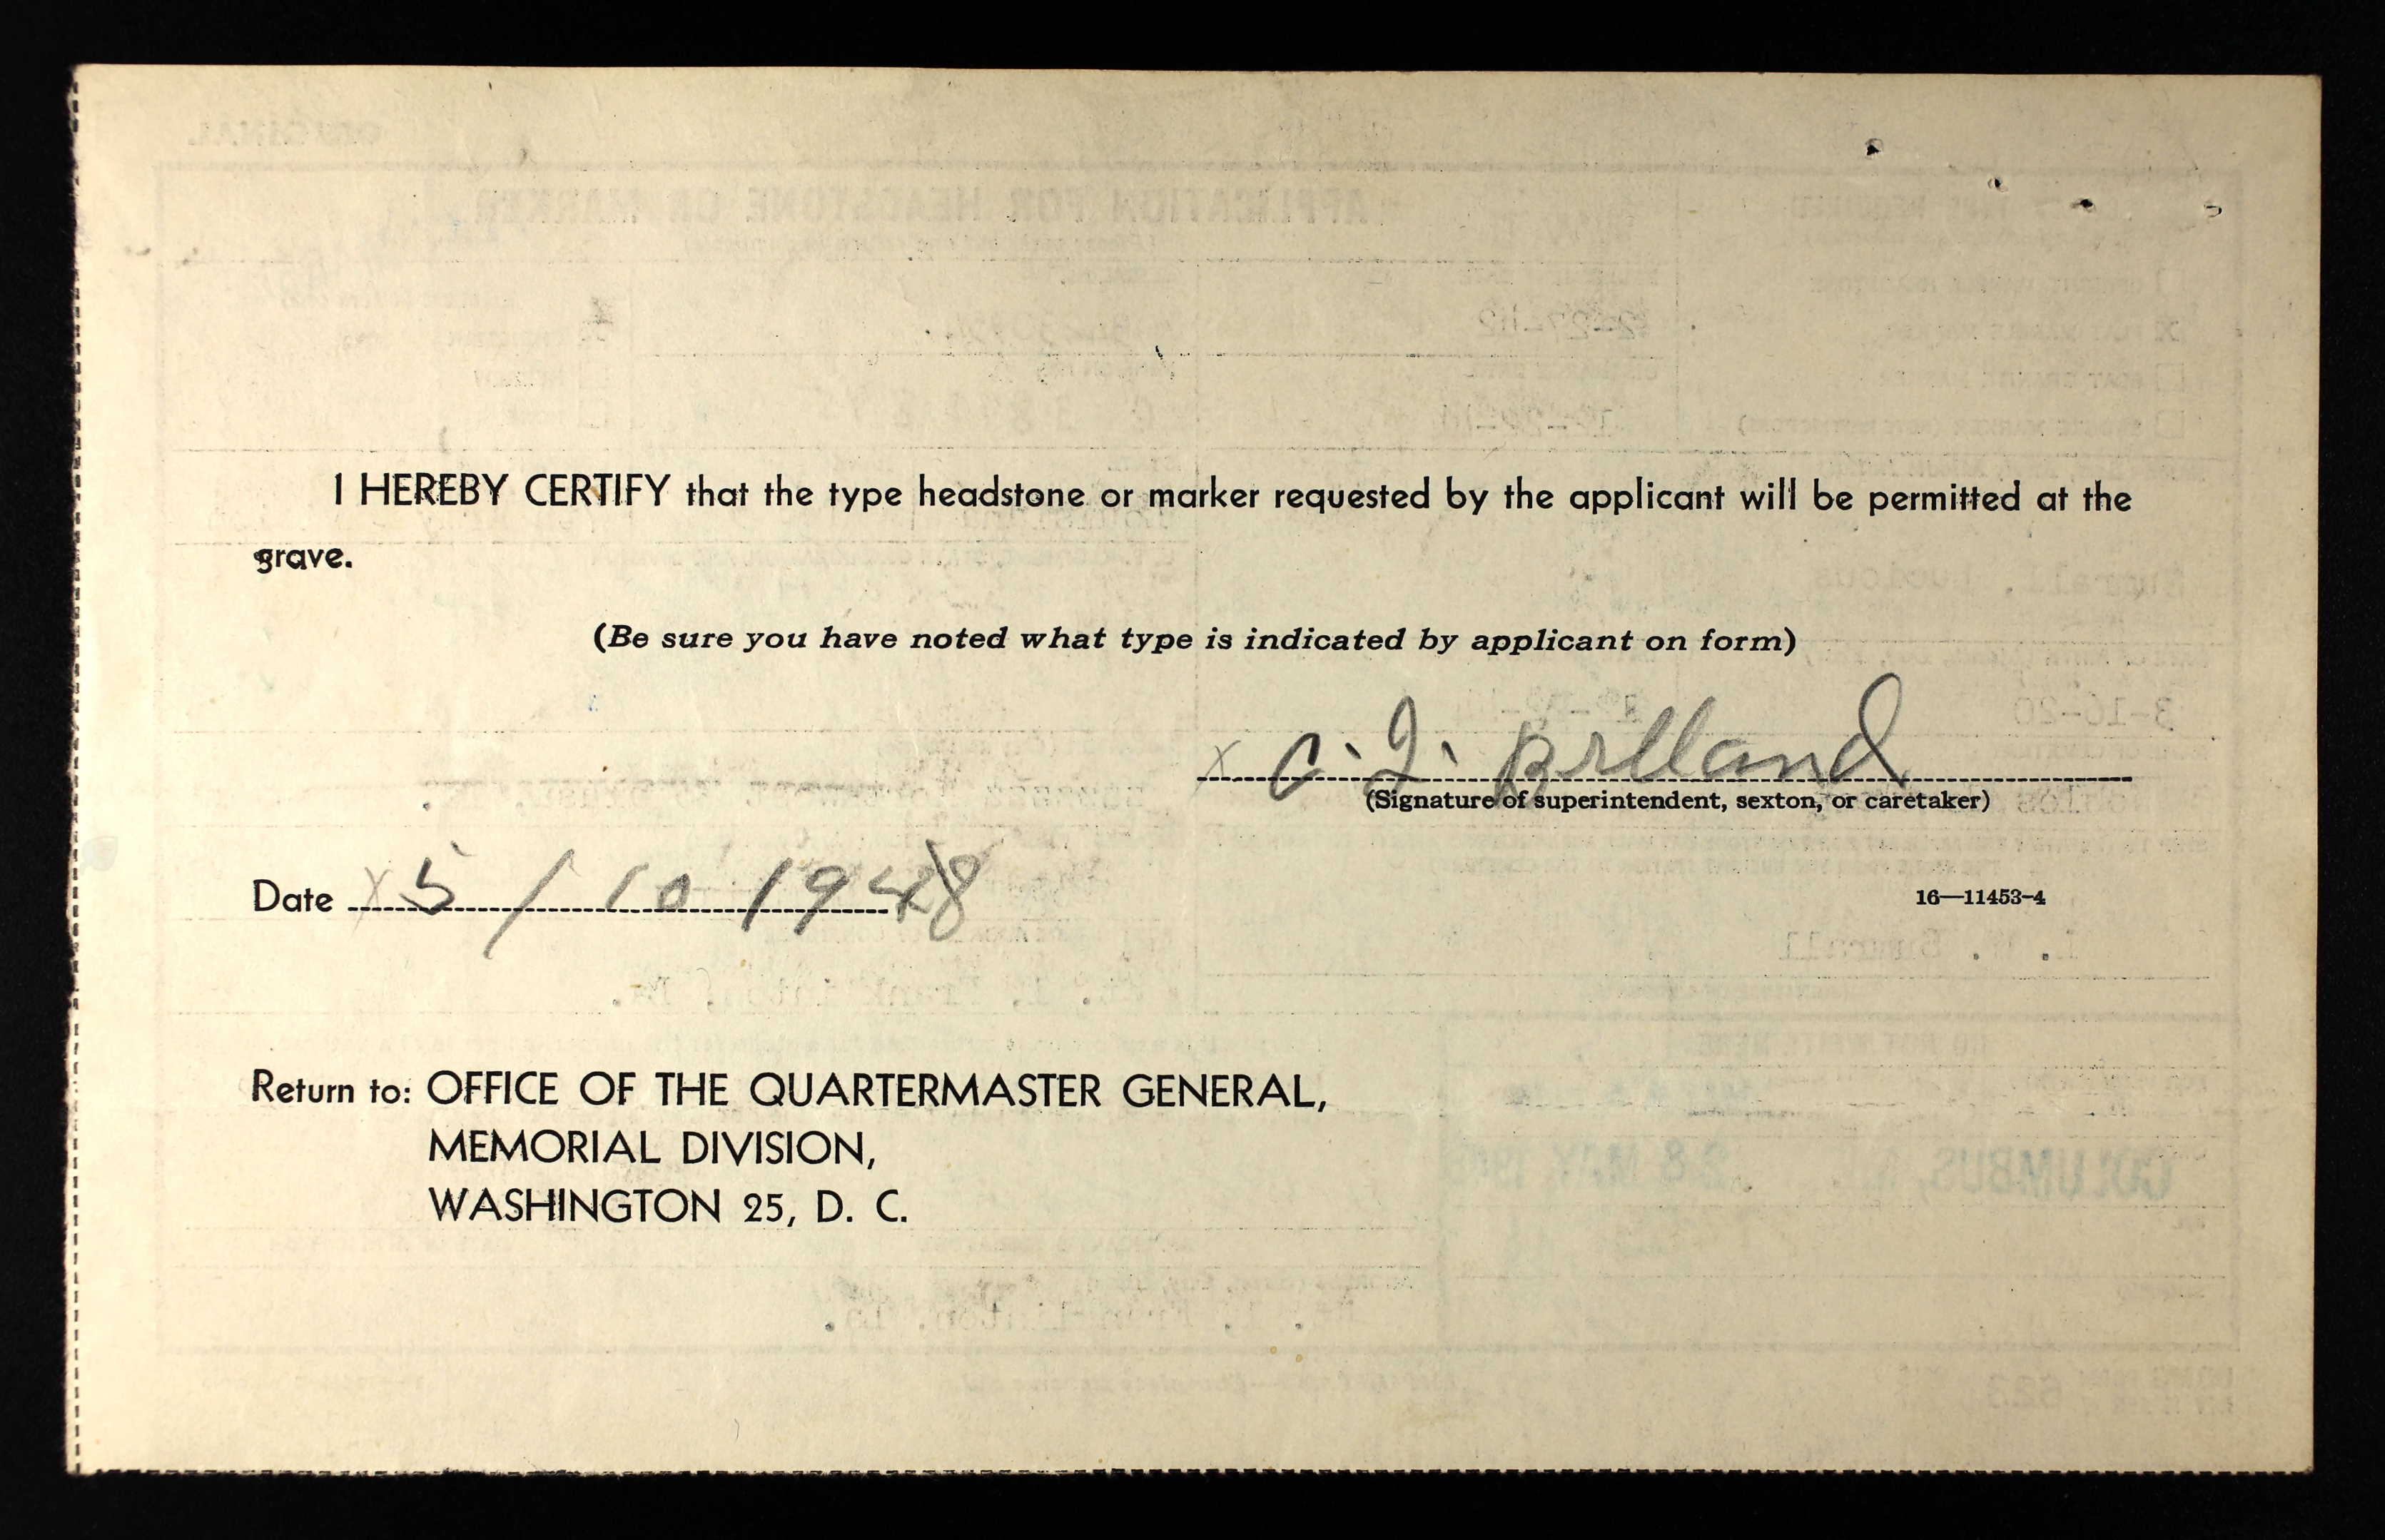 I HEREBY CERTIFY that the type headstone or marker requested by the applicant will be permitted at the
grave.
(Be sure you have noted what type is indicated by applicant on form)
x C. J.
(Signature of superintendent, sexton, or caretaker)
Date x 5 / 10 1948
16—11453-4
Return to: OFFICE OF THE QUARTERMASTER GENERAL,
MEMORIAL DIVISION,
WASHINGTON 25, D. C.